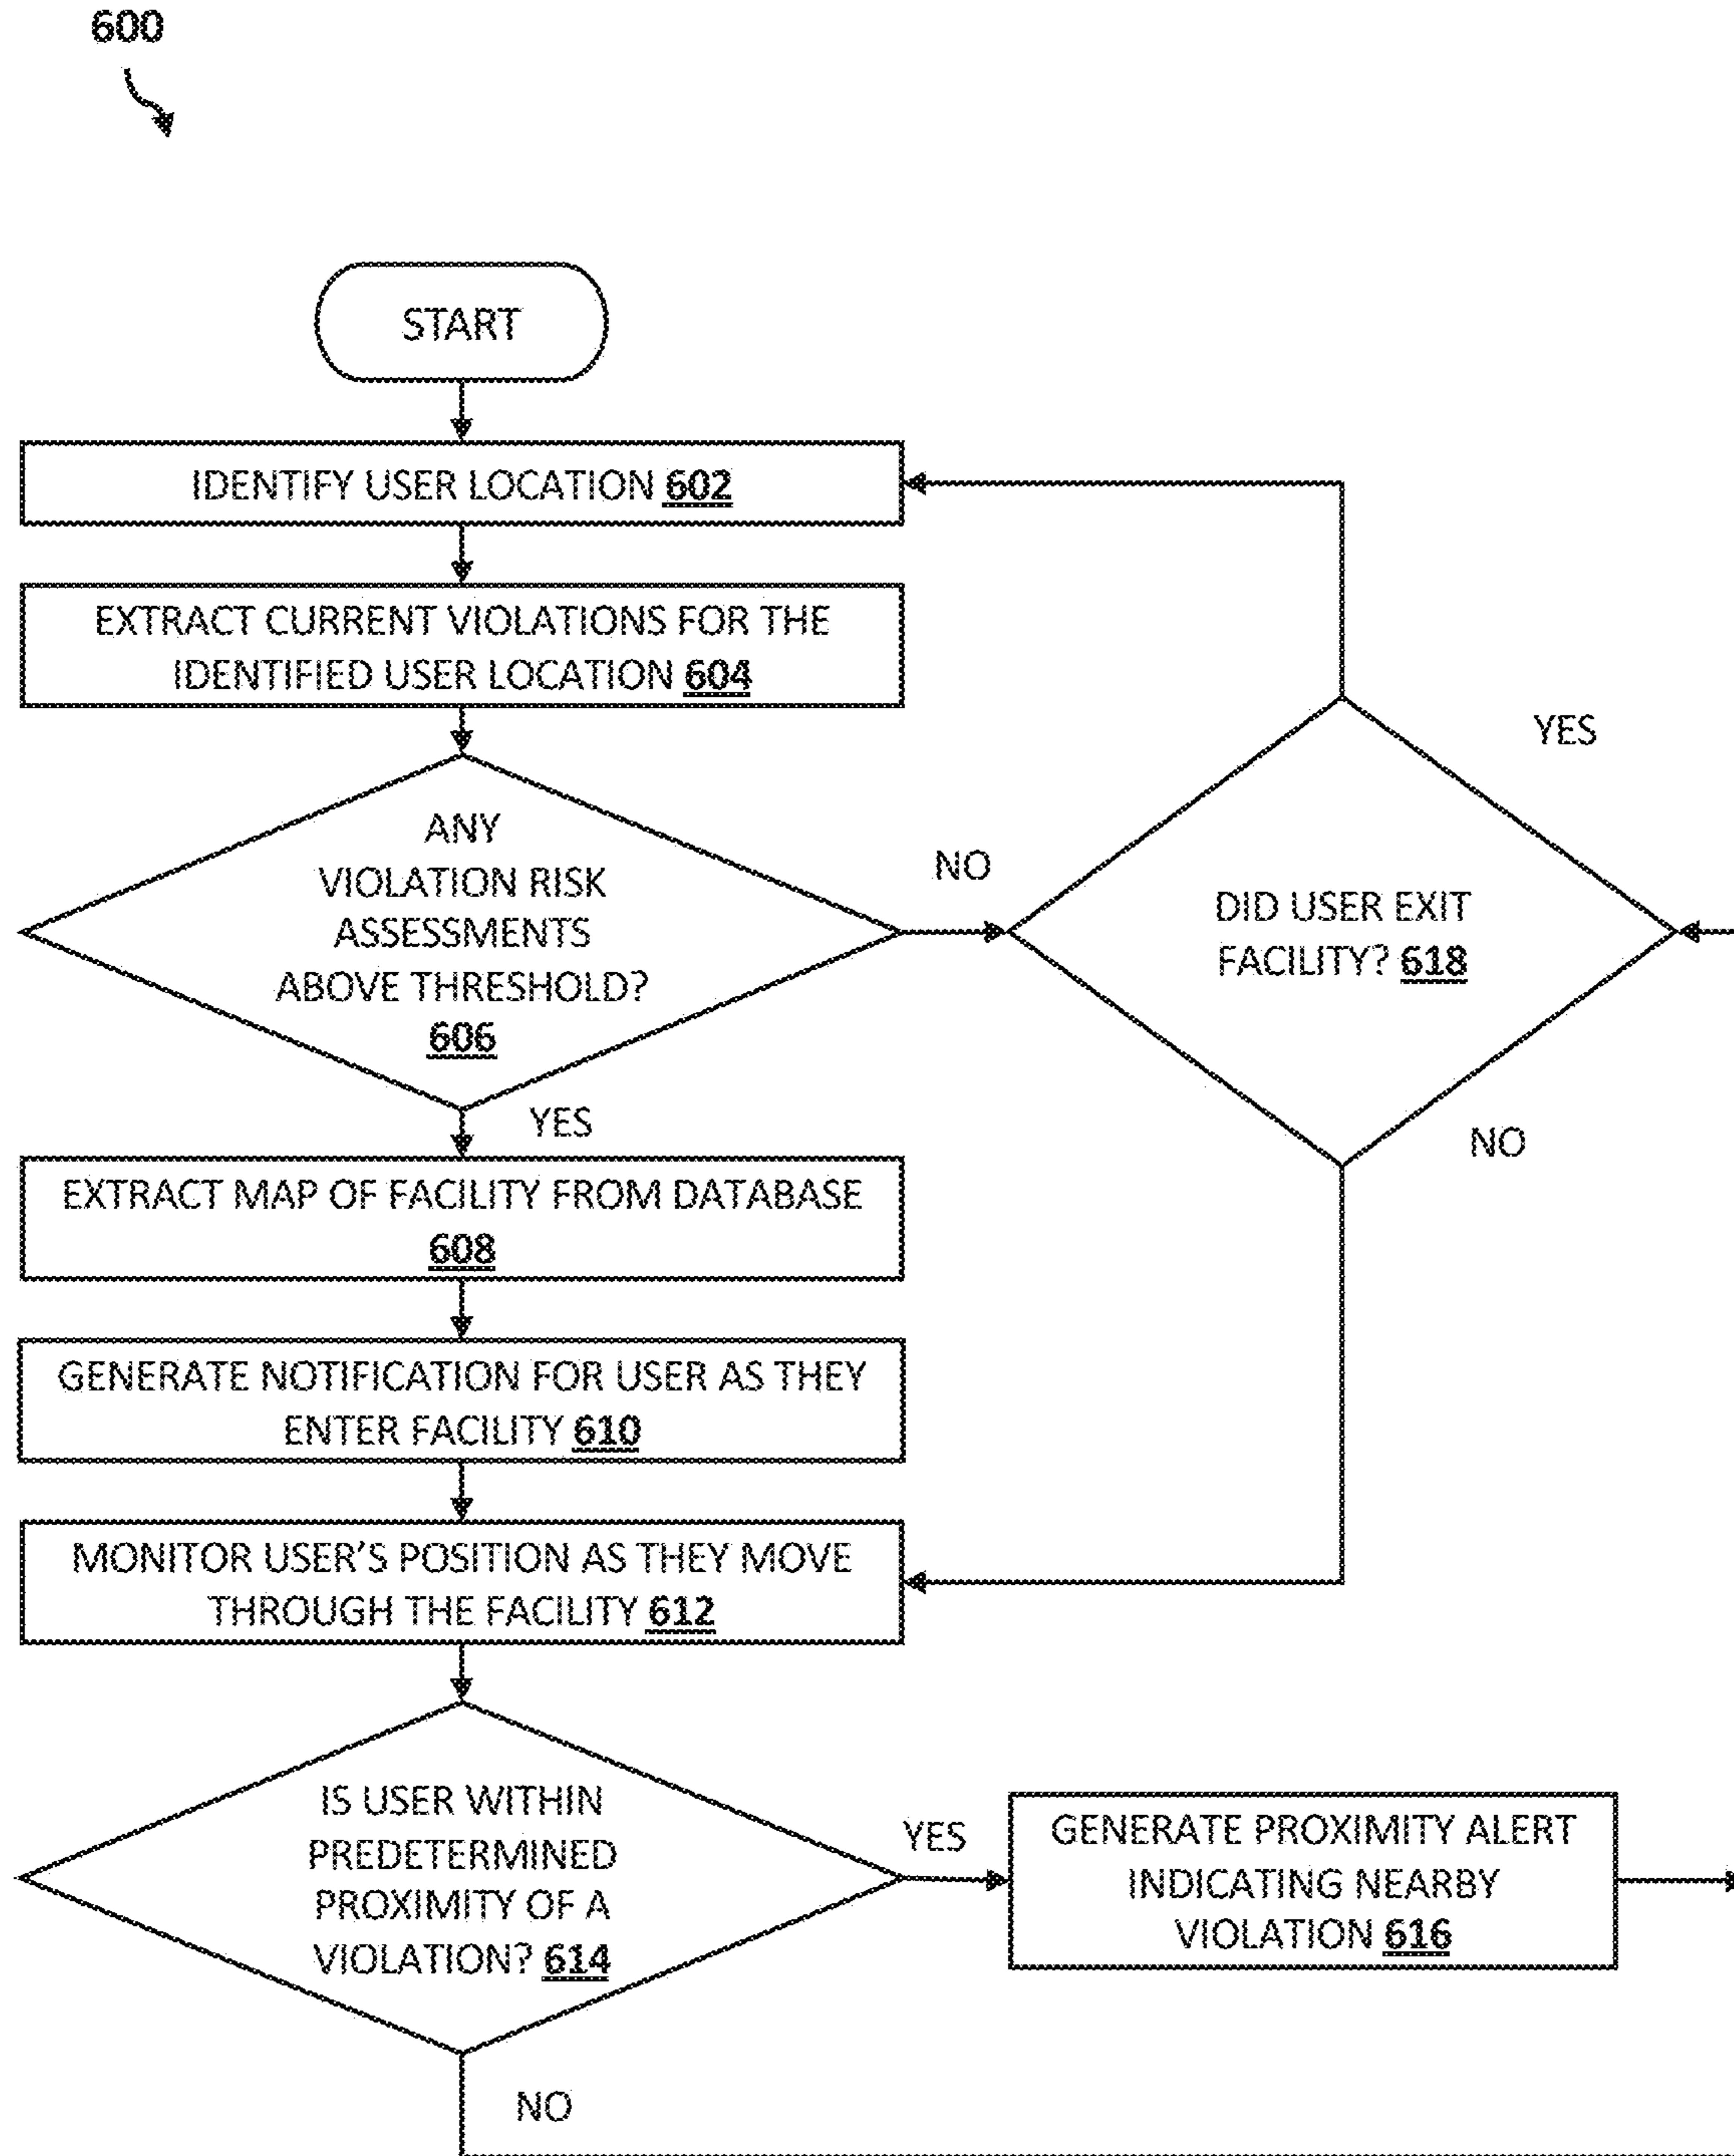 600
START
IDENTIFY USER LOCATION 602
EXTRACT CURRENT VIOLATIONS FOR THE
IDENTIFIED USER LOCATION 604
ANY
VIOLATION RISK
ASSESSMENTS
ABOVE THRESHOLD?
606
NO
DID USER EXIT
FACILITY? 618
YES
NO
YES
EXTRACT MAP OF FACILITY FROM DATABASE
608
GENERATE NOTIFICATION FOR USER AS THEY
ENTER FACILITY 610
MONITOR USER'S POSITION AS THEY MOVE
THROUGH THE FACILITY 612
IS USER WITHIN
PREDETERMINED
PROXIMITY OF A
VIOLATION? 614
YES
GENERATE PROXIMITY ALERT
INDICATING NEARBY
VIOLATION 616
NO